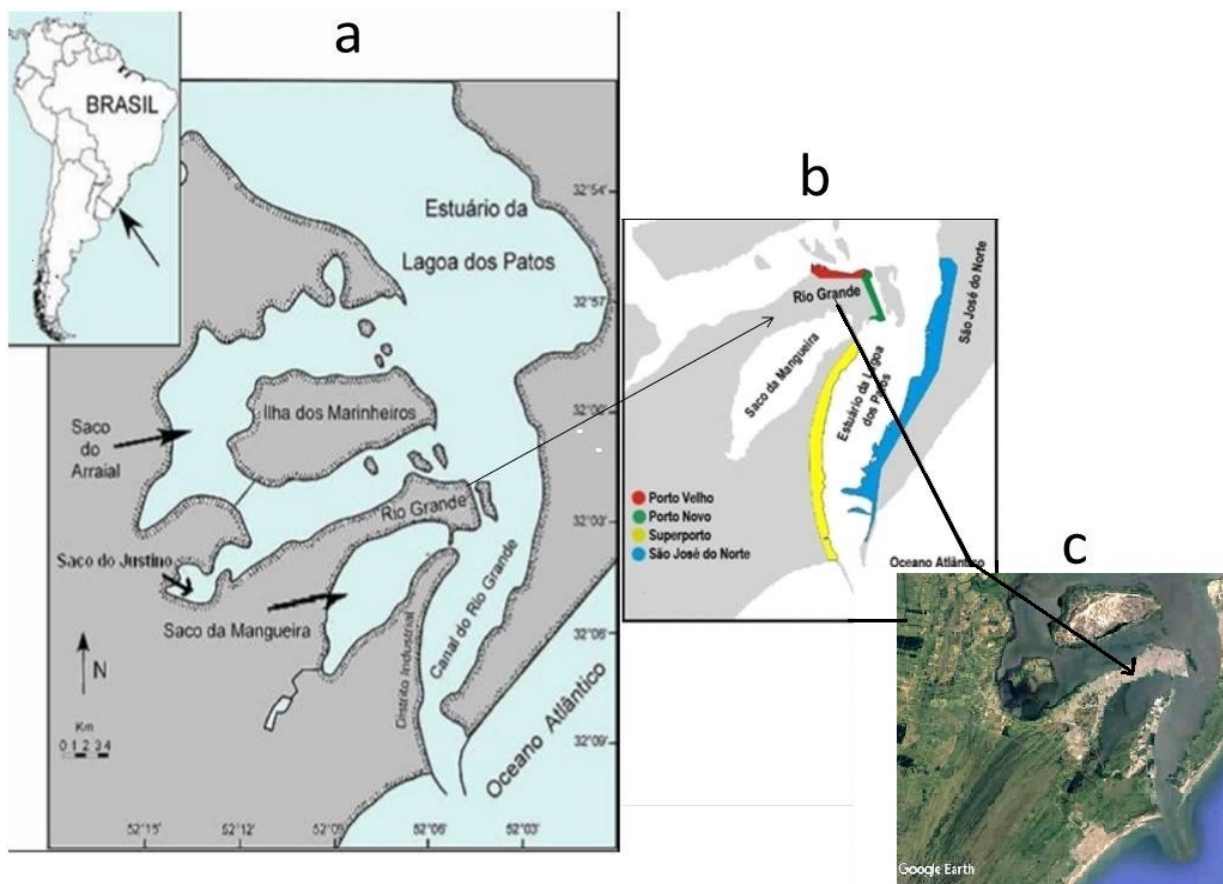 a
BRASIL
Estuário da
Lagoa dos Patos
32°54'
32°57'
32°00'
32°03'
32°06'
32°09'
Ilha dos Marinheiros
Saco
do
Arraial
Rio Grande
Saco do Justino
Saco da Mangueira
Distrito Industrial
Canal do Rio Grande
Oceano Atlântico
N
Km
0 1 2 3 4
52°15'
52°12'
52°09'
52°06'
52°03'
b
Rio Grande
São José do Norte
Saco da Mangueira
Estuário da Lagoa
dos Patos
Porto Velho
Porto Novo
Superporto
São José do Norte
Oceano Atlântico
c
Google Earth